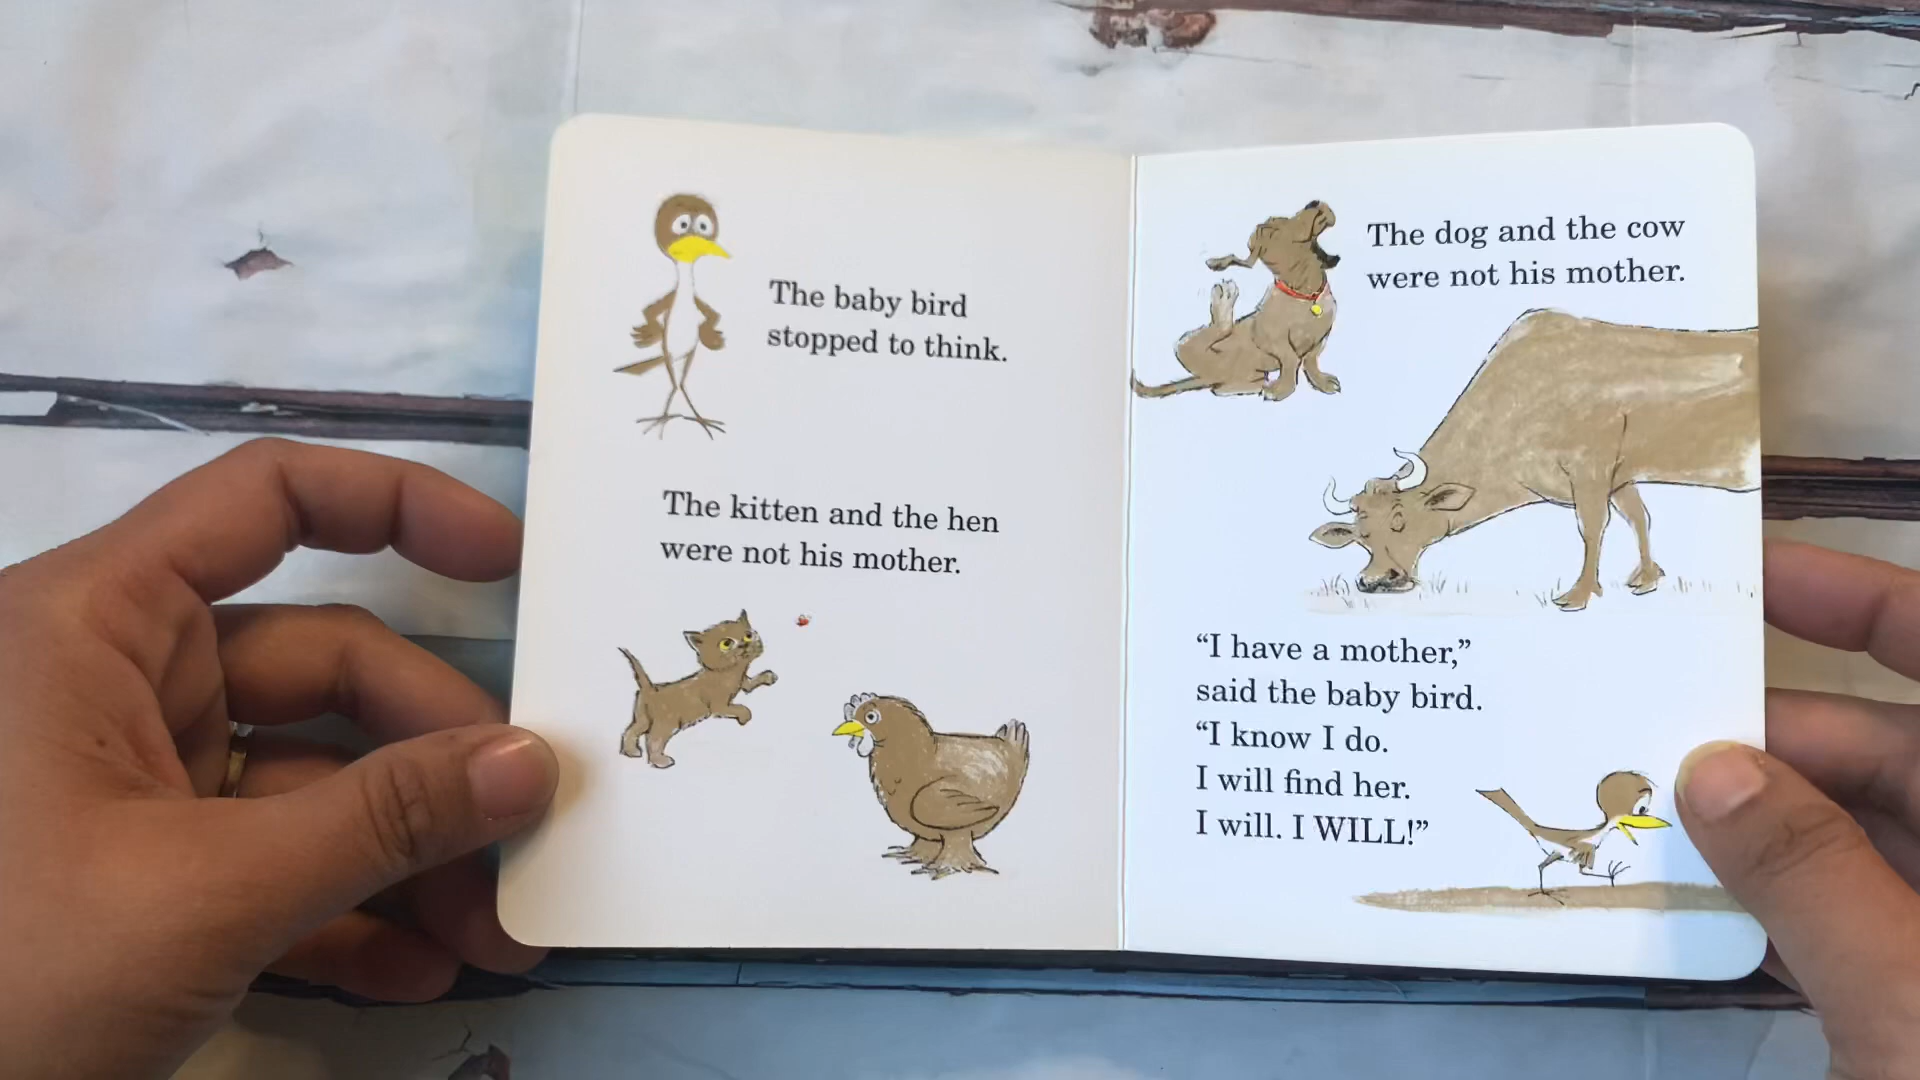 The baby bird
stopped to think.
The kitten and the hen
were not his mother.
The dog and the cow
were not his mother.
“I have a mother,”
said the baby bird.
“I know I do.
I will find her.
I will. I WILL!”